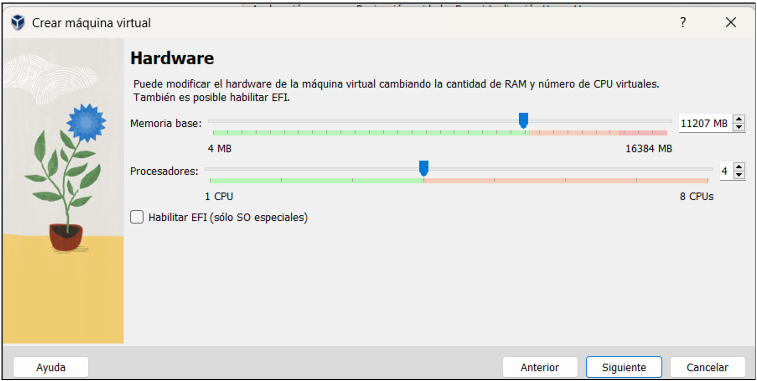 Crear máquina virtual
?
Hardware
Puede modificar el hardware de la máquina virtual cambiando la cantidad de RAM y número de CPU virtuales.
También es posible habilitar EFI.
Memoria base:
11207 MB
4 MB
16384 MB
Procesadores:
4
1 CPU
8 CPUs
Habilitar EFI (sólo SO especiales)
Ayuda
Anterior
Siguiente
Cancelar